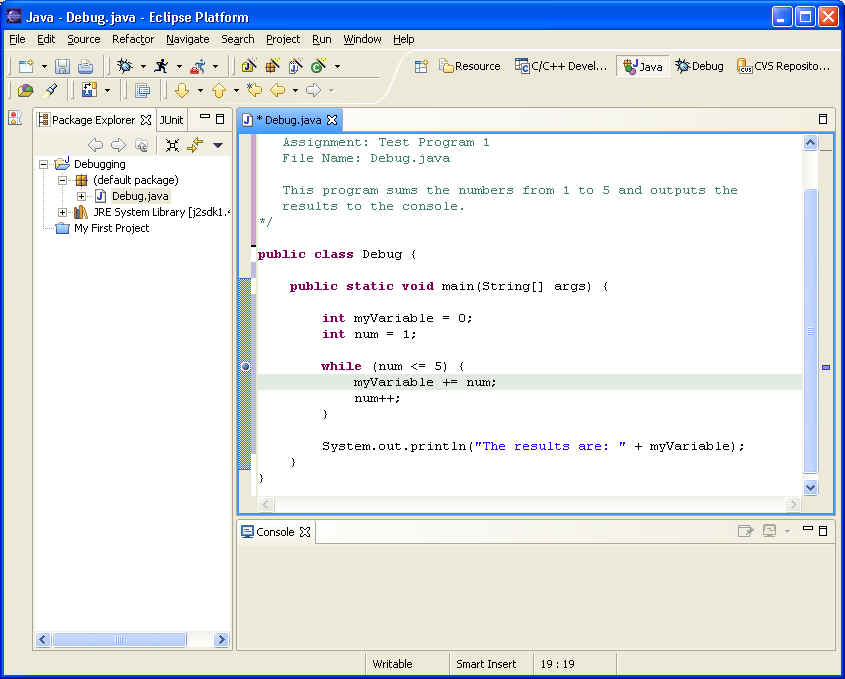 Java - Debug.java - Eclipse Platform
File Edit Source Refactor Navigate Search Project Run Window Help
Resource C/C++ Devel... Java Debug CVS Reposito...
Package Explorer JUnit
* Debug.java
Debugging
(default package)
Debug.java
JRE System Library [j2sdk1.4
My First Project
Assignment: Test Program 1
File Name: Debug.java
This program sums the numbers from 1 to 5 and outputs the
results to the console.
*/
public class Debug {
public static void main(String[] args) {
int myVariable = 0;
int num = 1;
while (num <= 5) {
myVariable += num;
num++;
}
System.out.println("The results are: " + myVariable);
}
}
Console
Writable Smart Insert 19 : 19